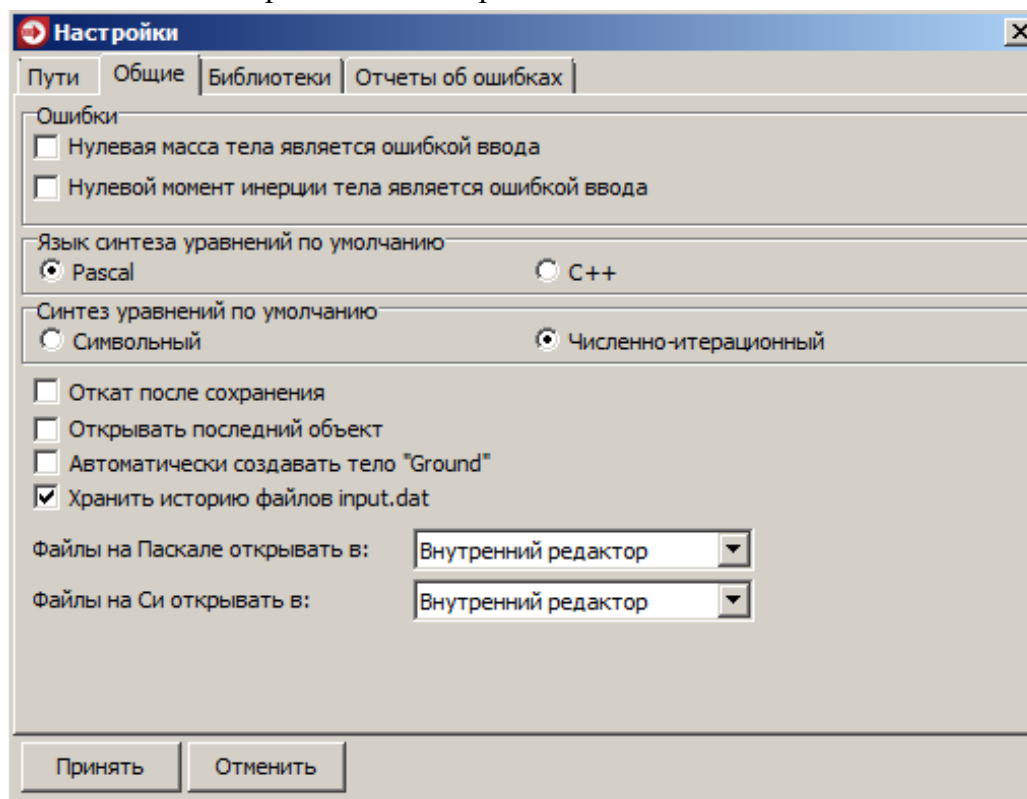 Настройки
Пути Общие Библиотеки Отчеты об ошибках
Ошибки
Нулевая масса тела является ошибкой ввода
Нулевой момент инерции тела является ошибкой ввода
Язык синтеза уравнений по умолчанию
Pascal C++
Синтез уравнений по умолчанию
Символьный Численно-итерационный
Откат после сохранения
Открывать последний объект
Автоматически создавать тело "Ground"
Хранить историю файлов input.dat
Файлы на Паскале открывать в: Внутренний редактор
Файлы на Си открывать в: Внутренний редактор
Принять Отменить